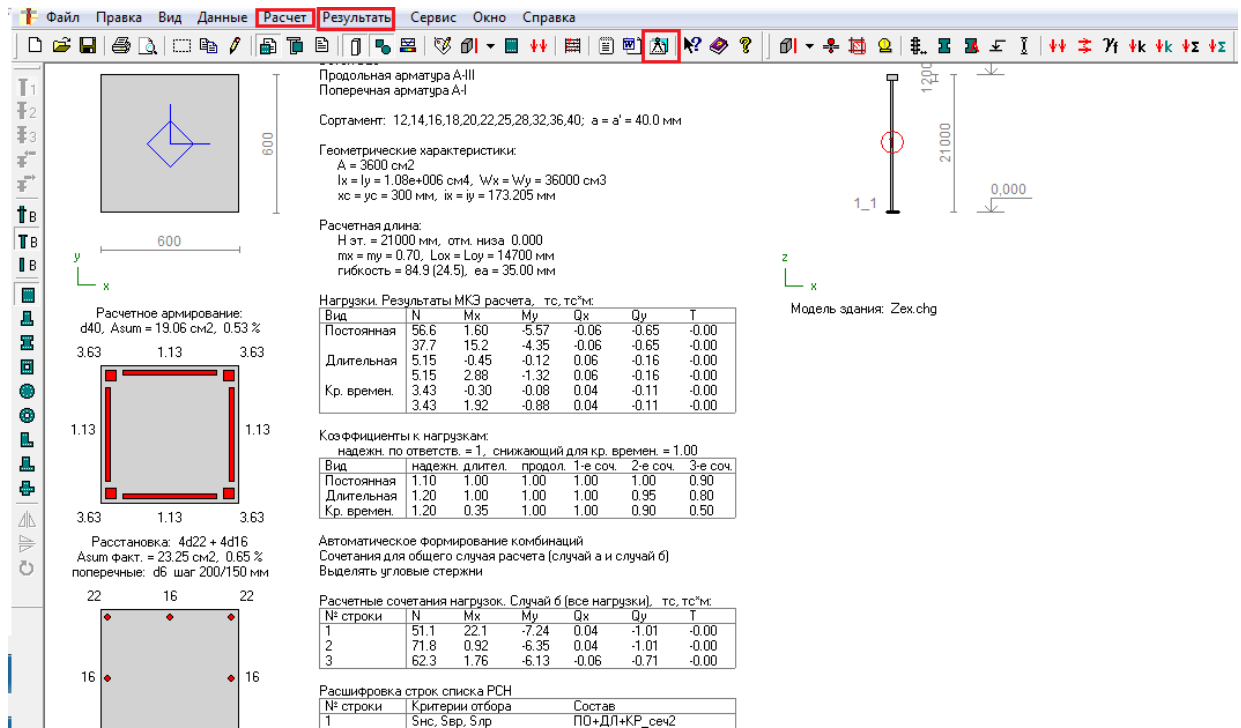 Файл Правка Вид Данные Расчет Результаты Сервис Окно Справка
Продольная арматура A-III
Поперечная арматура A-I
Сортамент: 12,14,16,18,20,22,25,28,32,36,40; a = a' = 40.0 мм
Геометрические характеристики:
A = 3600 см2
Ix = Iy = 1.08e+006 см4, Wx = Wy = 36000 см3
xc = yc = 300 мм, ix = iy = 173.205 мм
Расчетная длина:
Н эт. = 21000 мм, отм. низа 0.000
mx = my = 0.70, Lox = Loy = 14700 мм
гибкость = 84.9 (24.5), ea = 35.00 мм
Нагрузки. Результаты МКЭ расчета, тс, тс*м:
Вид N Mx My Qx Qy T
Постоянная 56.6 1.60 -5.57 -0.06 -0.65 -0.00
37.7 15.2 -4.35 -0.06 -0.65 -0.00
Длительная 5.15 -0.45 -0.12 0.06 -0.16 -0.00
5.15 2.88 -1.32 0.06 -0.16 -0.00
Кр. времен. 3.43 -0.30 -0.08 0.04 -0.11 -0.00
3.43 1.92 -0.88 0.04 -0.11 -0.00
Коэффициенты к нагрузкам:
надежн. по ответств. = 1, снижающий для кр. времен. = 1.00
Вид надежн. длител. продол. 1-е соч. 2-е соч. 3-е соч.
Постоянная 1.10 1.00 1.00 1.00 1.00 0.90
Длительная 1.20 1.00 1.00 1.00 0.95 0.80
Кр. времен. 1.20 0.35 1.00 1.00 0.90 0.50
Автоматическое формирование комбинаций
Сочетания для общего случая расчета (случай а и случай б)
Выделять угловые стержни
Расчетные сочетания нагрузок. Случай б (все нагрузки), тс, тс*м:
№ строки N Mx My Qx Qy T
1 51.1 22.1 -7.24 0.04 -1.01 -0.00
2 71.8 0.92 -6.35 0.04 -1.01 -0.00
3 62.3 1.76 -6.13 -0.06 -0.71 -0.00
Расшифровка строк списка РСН
№ строки Критерии отбора Состав
1 Sнс, Sвр, Sлр ПО+ДЛ+КР_сеч2
600
600
y
x
Расчетное армирование:
d40, Asum = 19.06 см2, 0.53 %
3.63 1.13 3.63
1.13 1.13
3.63 1.13 3.63
Расстановка: 4d22 + 4d16
Asum факт. = 23.25 см2, 0.65 %
поперечные: d6 шаг 200/150 мм
22 16 22
16 16
1200
21000
1
0,000
1_1
z
x
Модель здания: Zex.chg
1
2
3
B
B
B